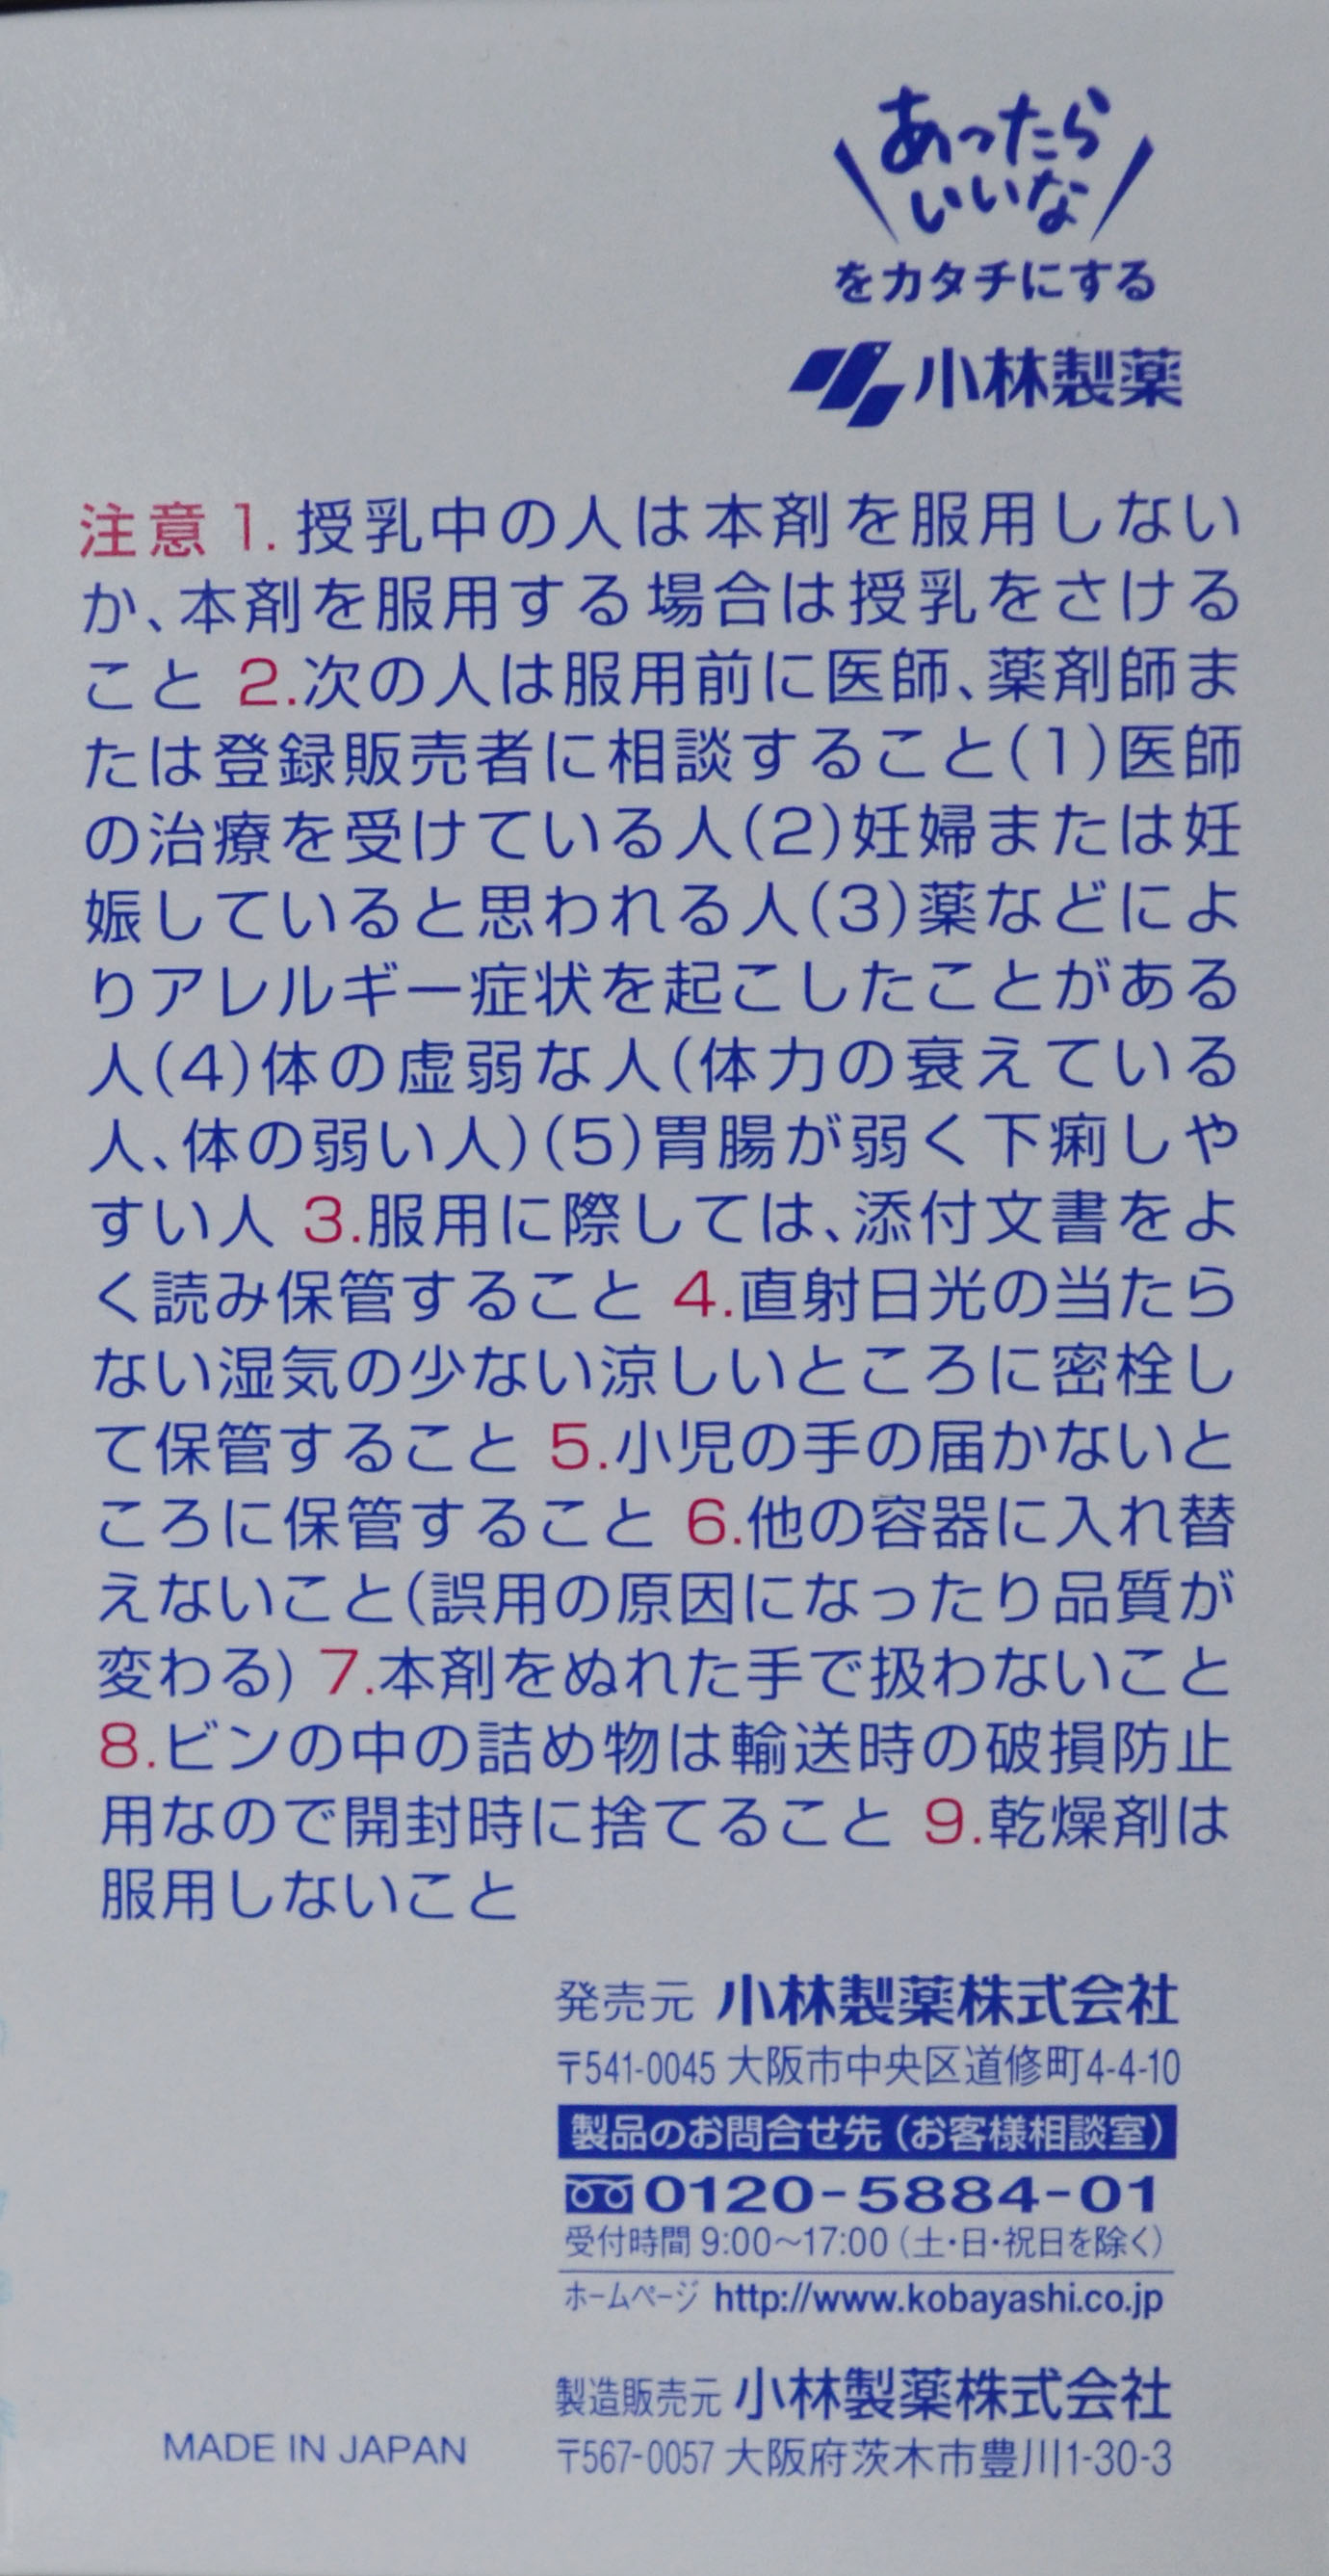 あったら
いいな
をカタチにする
小林製薬
注意 1. 授乳中の人は本剤を服用しない
か、本剤を服用する場合は授乳をさける
こと 2.次の人は服用前に医師、薬剤師ま
たは登録販売者に相談すること(1)医師
の治療を受けている人(2)妊婦または妊
娠していると思われる人(3)薬などによ
りアレルギー症状を起こしたことがある
人(4)体の虚弱な人(体力の衰えている
人、体の弱い人)(5)胃腸が弱く下痢しや
すい人 3.服用に際しては、添付文書をよ
く読み保管すること 4.直射日光の当たら
ない湿気の少ない涼しいところに密栓し
て保管すること 5.小児の手の届かないと
ころに保管すること 6.他の容器に入れ替
えないこと(誤用の原因になったり品質が
変わる) 7.本剤をぬれた手で扱わないこと
8.ビンの中の詰め物は輸送時の破損防止
用なので開封時に捨てること 9.乾燥剤は
服用しないこと
発売元 小林製薬株式会社
〒541-0045 大阪市中央区道修町4-4-10
製品のお問合せ先(お客様相談室)
0120-5884-01
受付時間 9:00〜17:00(土・日・祝日を除く)
ホームページ http://www.kobayashi.co.jp
製造販売元 小林製薬株式会社
〒567-0057 大阪府茨木市豊川1-30-3
MADE IN JAPAN